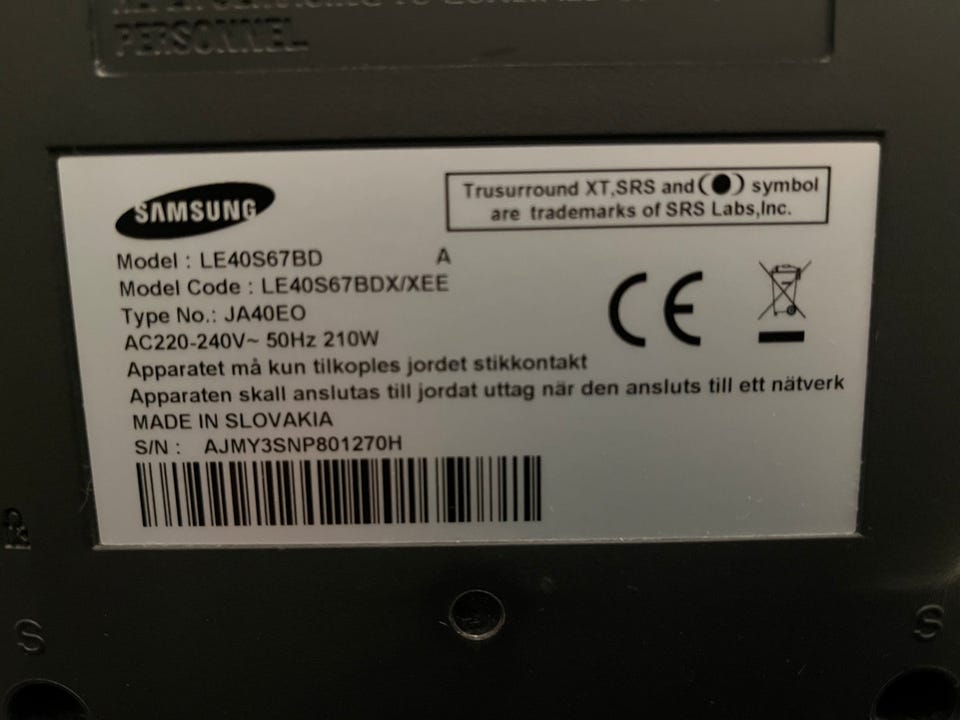 PERSONNEL.
SAMSUNG
Trusurround XT,SRS and (●) symbol
are trademarks of SRS Labs,Inc.
Model : LE40S67BD A
Model Code : LE40S67BDX/XEE
Type No.: JA40EO
AC220-240V~ 50Hz 210W
Apparatet må kun tilkoples jordet stikkontakt
Apparaten skall anslutas till jordat uttag när den ansluts till ett nätverk
MADE IN SLOVAKIA
S/N : AJMY3SNP801270H
CE
S
S